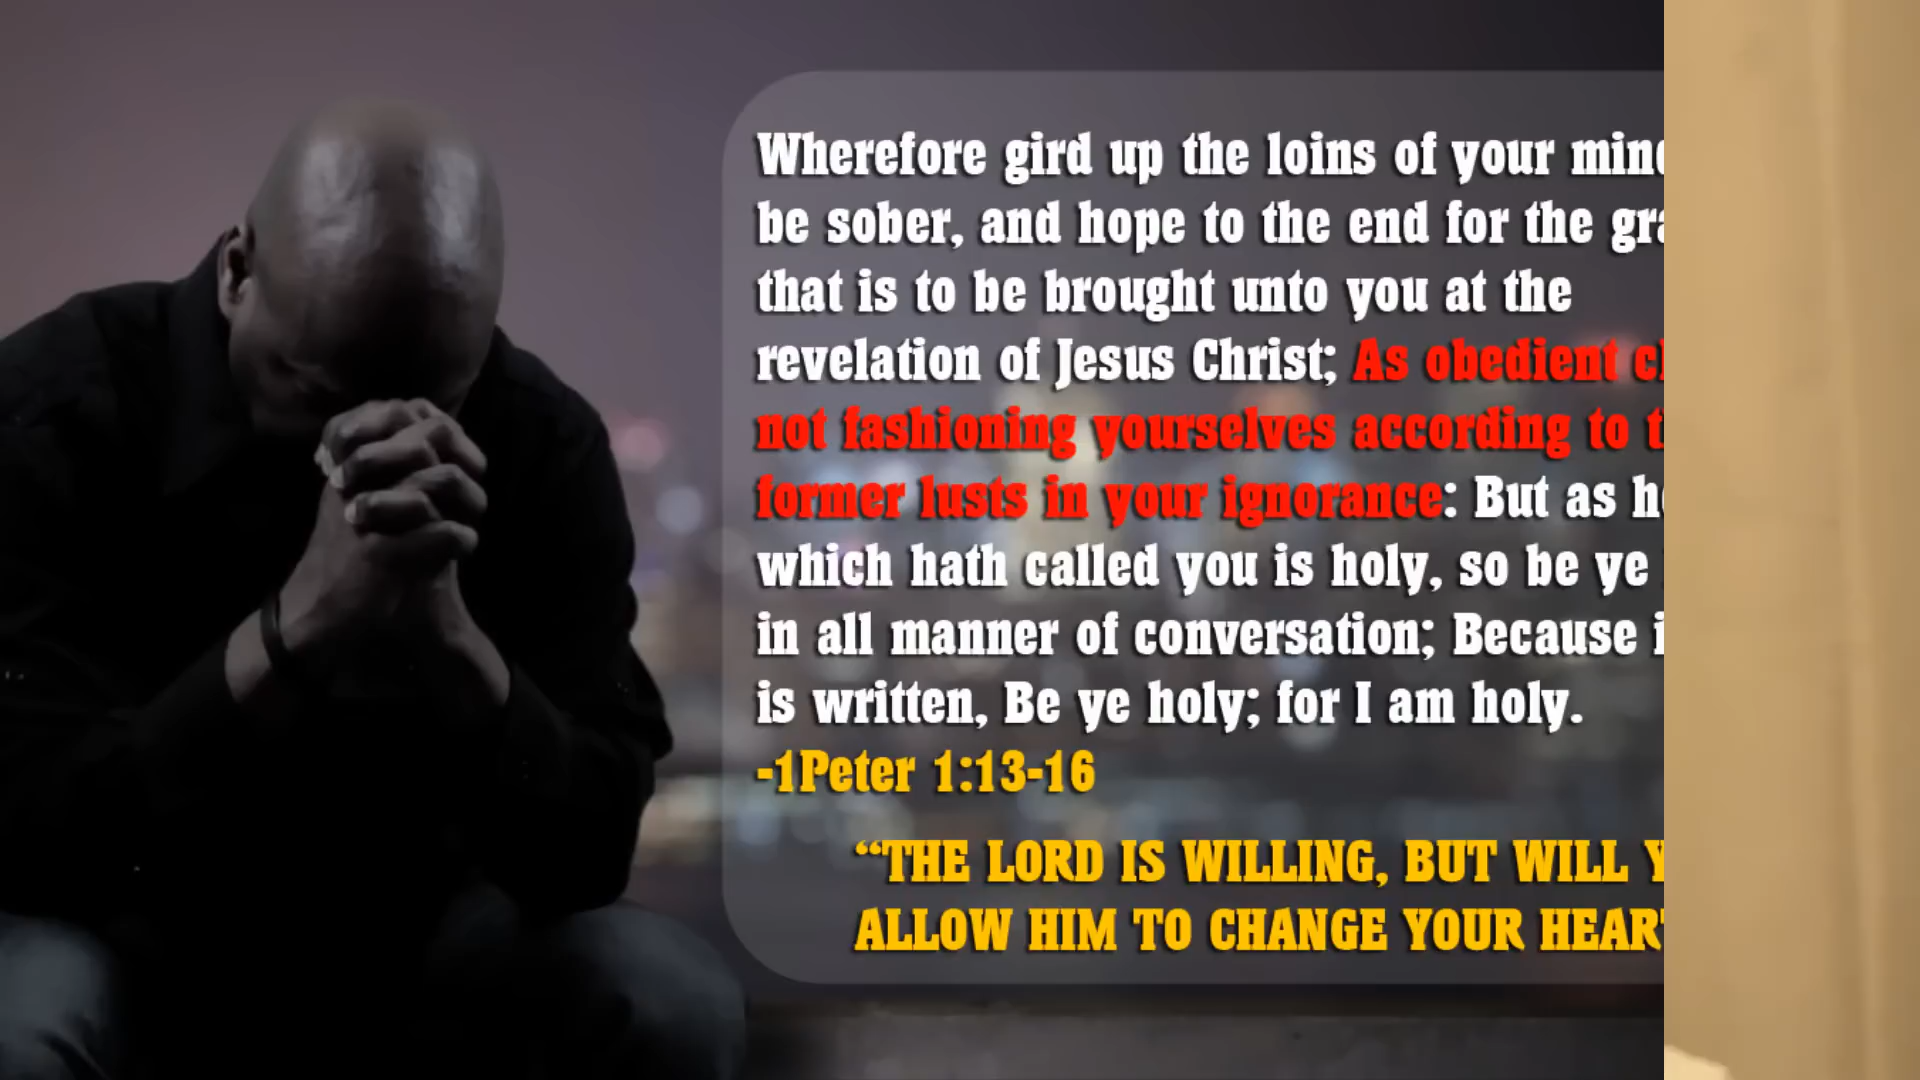 Wherefore gird up the loins of your
be sober, and hope to the end for the
that is to be brought unto you at the
revelation of Jesus Christ; As obedient
not fashioning yourselves according to
former lusts in your ignorance: But as
which hath called you is holy, so be ye
in all manner of conversation; Because
is written, Be ye holy; for I am holy.
-1Peter 1:13-16
“THE LORD IS WILLING, BUT WILL
ALLOW HIM TO CHANGE YOUR